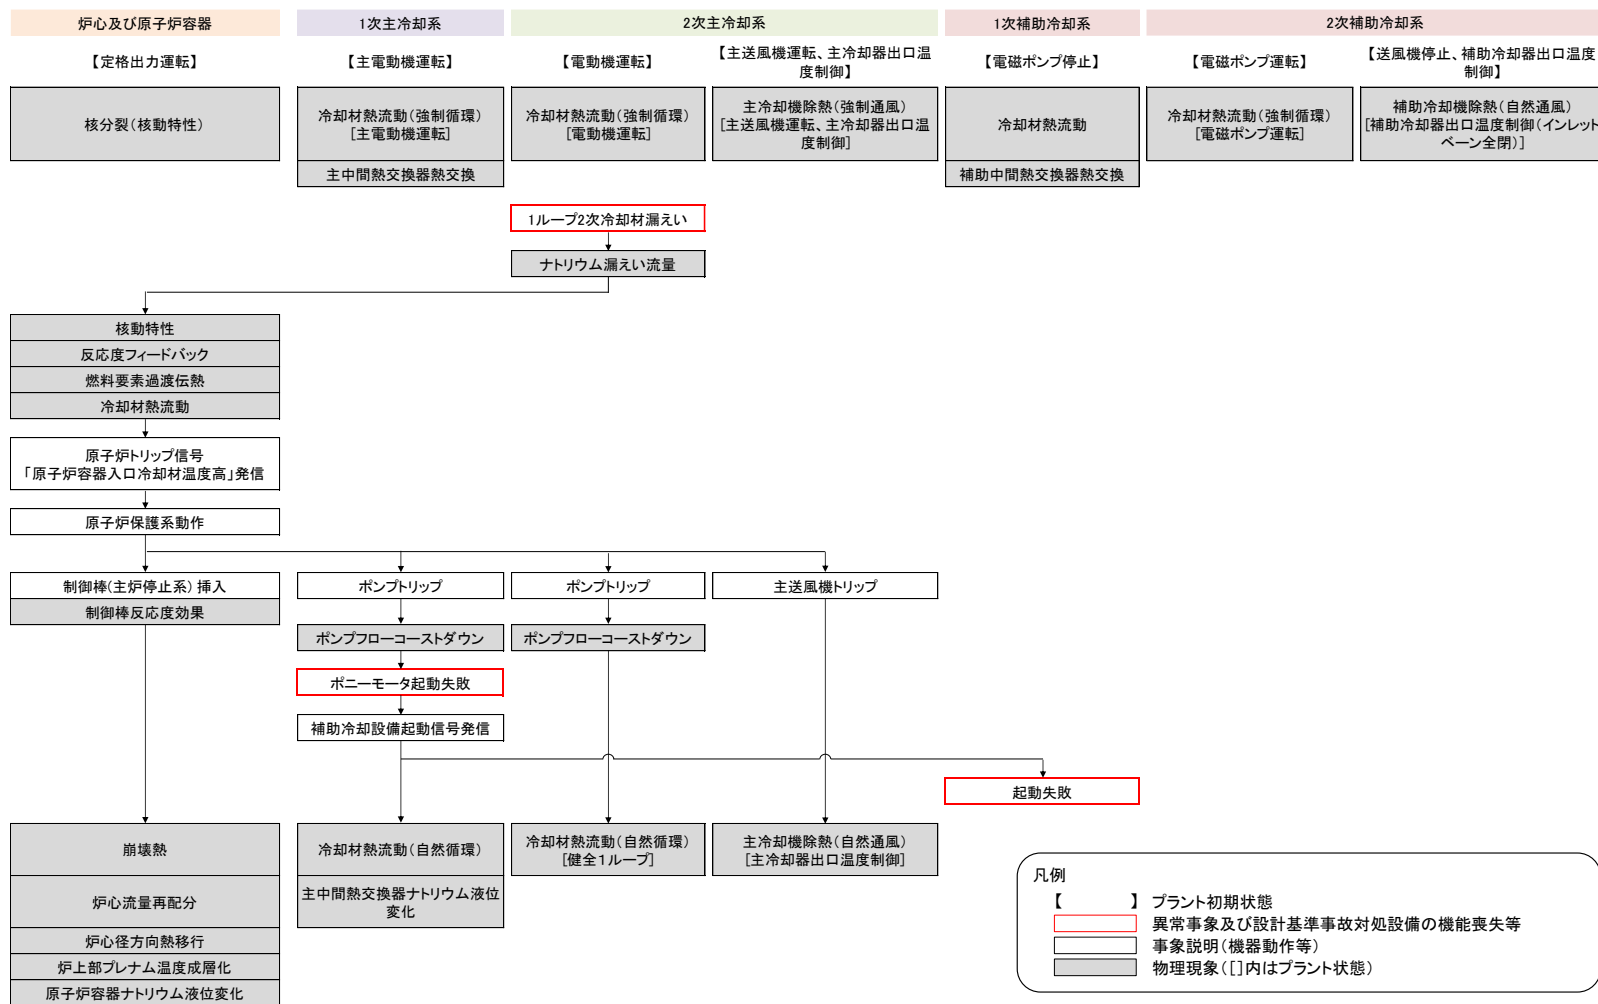 炉心及び原子炉容器
1次主冷却系
2次主冷却系
1次補助冷却系
2次補助冷却系
【定格出力運転】
【主電動機運転】
【電動機運転】
【主送風機運転、主冷却器出口温
度制御】
【電磁ポンプ停止】
【電磁ポンプ運転】
【送風機停止、補助冷却器出口温度
制御】
核分裂(核動特性)
冷却材熱流動(強制循環)
[主電動機運転]
冷却材熱流動(強制循環)
[電動機運転]
主冷却機除熱(強制通風)
[主送風機運転、主冷却器出口温
度制御]
冷却材熱流動
冷却材熱流動(強制循環)
[電磁ポンプ運転]
補助冷却機除熱(自然通風)
[補助冷却器出口温度制御(インレット
ベーン全閉)]
主中間熱交換器熱交換
補助中間熱交換器熱交換
1ループ2次冷却材漏えい
ナトリウム漏えい流量
核動特性
反応度フィードバック
燃料要素過渡伝熱
冷却材熱流動
原子炉トリップ信号
「原子炉容器入口冷却材温度高」発信
原子炉保護系動作
制御棒(主炉停止系) 挿入
制御棒反応度効果
ポンプトリップ
ポンプトリップ
主送風機トリップ
ポンプフローコーストダウン
ポンプフローコーストダウン
ポニーモータ起動失敗
補助冷却設備起動信号発信
起動失敗
崩壊熱
冷却材熱流動(自然循環)
冷却材熱流動(自然循環)
[健全1ループ]
主冷却機除熱(自然通風)
[主冷却器出口温度制御]
炉心流量再配分
主中間熱交換器ナトリウム液位
変化
炉心径方向熱移行
炉上部プレナム温度成層化
原子炉容器ナトリウム液位変化
凡例
【 】 プラント初期状態
異常事象及び設計基準事故対処設備の機能喪失等
事象説明(機器動作等)
物理現象([]内はプラント状態)